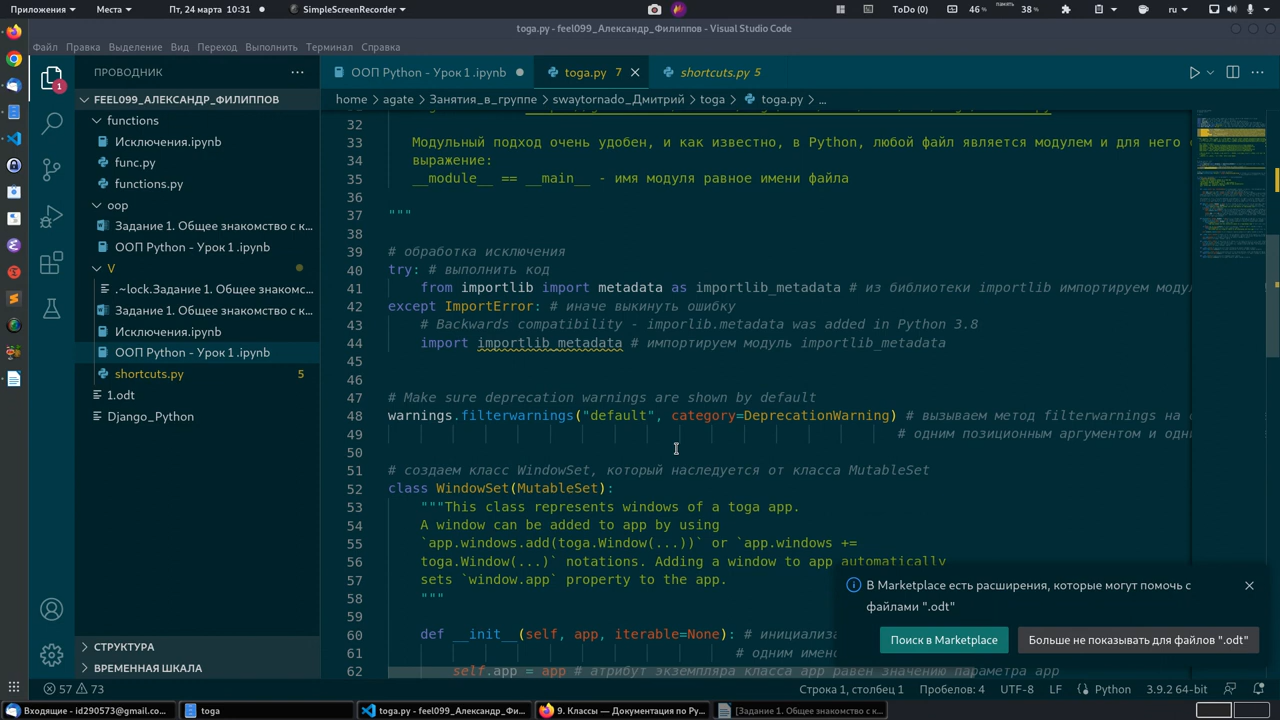 Приложения
Места
Пт, 24 марта 10:31
SimpleScreenRecorder
ToDo (0)
46 %
38 %
ru
toga.py - feel099_Александр_Филиппов - Visual Studio Code
Файл Правка Выделение Вид Переход Выполнить Терминал Справка
ПРОВОДНИК
ООП Python - Урок 1 .ipynb
toga.py 7
shortcuts.py 5
FEEL099_АЛЕКСАНДР_ФИЛИППОВ
home > agate > Занятия_в_группе > swaytornado_Дмитрий > toga > toga.py > ...
1
functions
Исключения.ipynb
func.py
functions.py
oop
Задание 1. Общее знакомство с к...
ООП Python - Урок 1 .ipynb
V
.~lock.Задание 1. Общее знакомс...
Задание 1. Общее знакомство с к...
Исключения.ipynb
ООП Python - Урок 1 .ipynb
shortcuts.py 5
1.odt
Django_Python
СТРУКТУРА
ВРЕМЕННАЯ ШКАЛА
32
33 Модульный подход очень удобен, и как известно, в Python, любой файл является модулем и для него
34 выражение:
35 __module__ == __main__ - имя модуля равное имени файла
36
37 """
38
39 # обработка исключения
40 try: # выполнить код
41 from importlib import metadata as importlib_metadata # из библиотеки importlib импортируем
42 except ImportError: # иначе выкинуть ошибку
43 # Backwards compatibility - imporlib.metadata was added in Python 3.8
44 import importlib_metadata # импортируем модуль importlib_metadata
45
46
47 # Make sure deprecation warnings are shown by default
48 warnings.filterwarnings("default", category=DeprecationWarning) # вызываем метод filterwarnings на
49 # одним позиционным аргументом и
50
51 # создаем класс WindowSet, который наследуется от класса MutableSet
52 class WindowSet(MutableSet):
53 """This class represents windows of a toga app.
54 A window can be added to app by using
55 `app.windows.add(toga.Window(...))` or `app.windows +=
56 toga.Window(...)` notations. Adding a window to app automatically
57 sets `window.app` property to the app.
58 """
59
60 def __init__(self, app, iterable=None): #
61 # одним
62 self.app = app # атрибут экземпляра класса app равен значению параметра app
В Marketplace есть расширения, которые могут помочь с
файлами ".odt"
Поиск в Marketplace
Больше не показывать для файлов ".odt"
57 73
Строка 1, столбец 1
Пробелов: 4
UTF-8
LF
Python
3.9.2 64-bit
Входящие - id290573@gmail.co...
toga
toga.py - feel099_Александр_Фи...
9. Классы — Документация по Py...
[Задание 1. Общее знакомство с к...